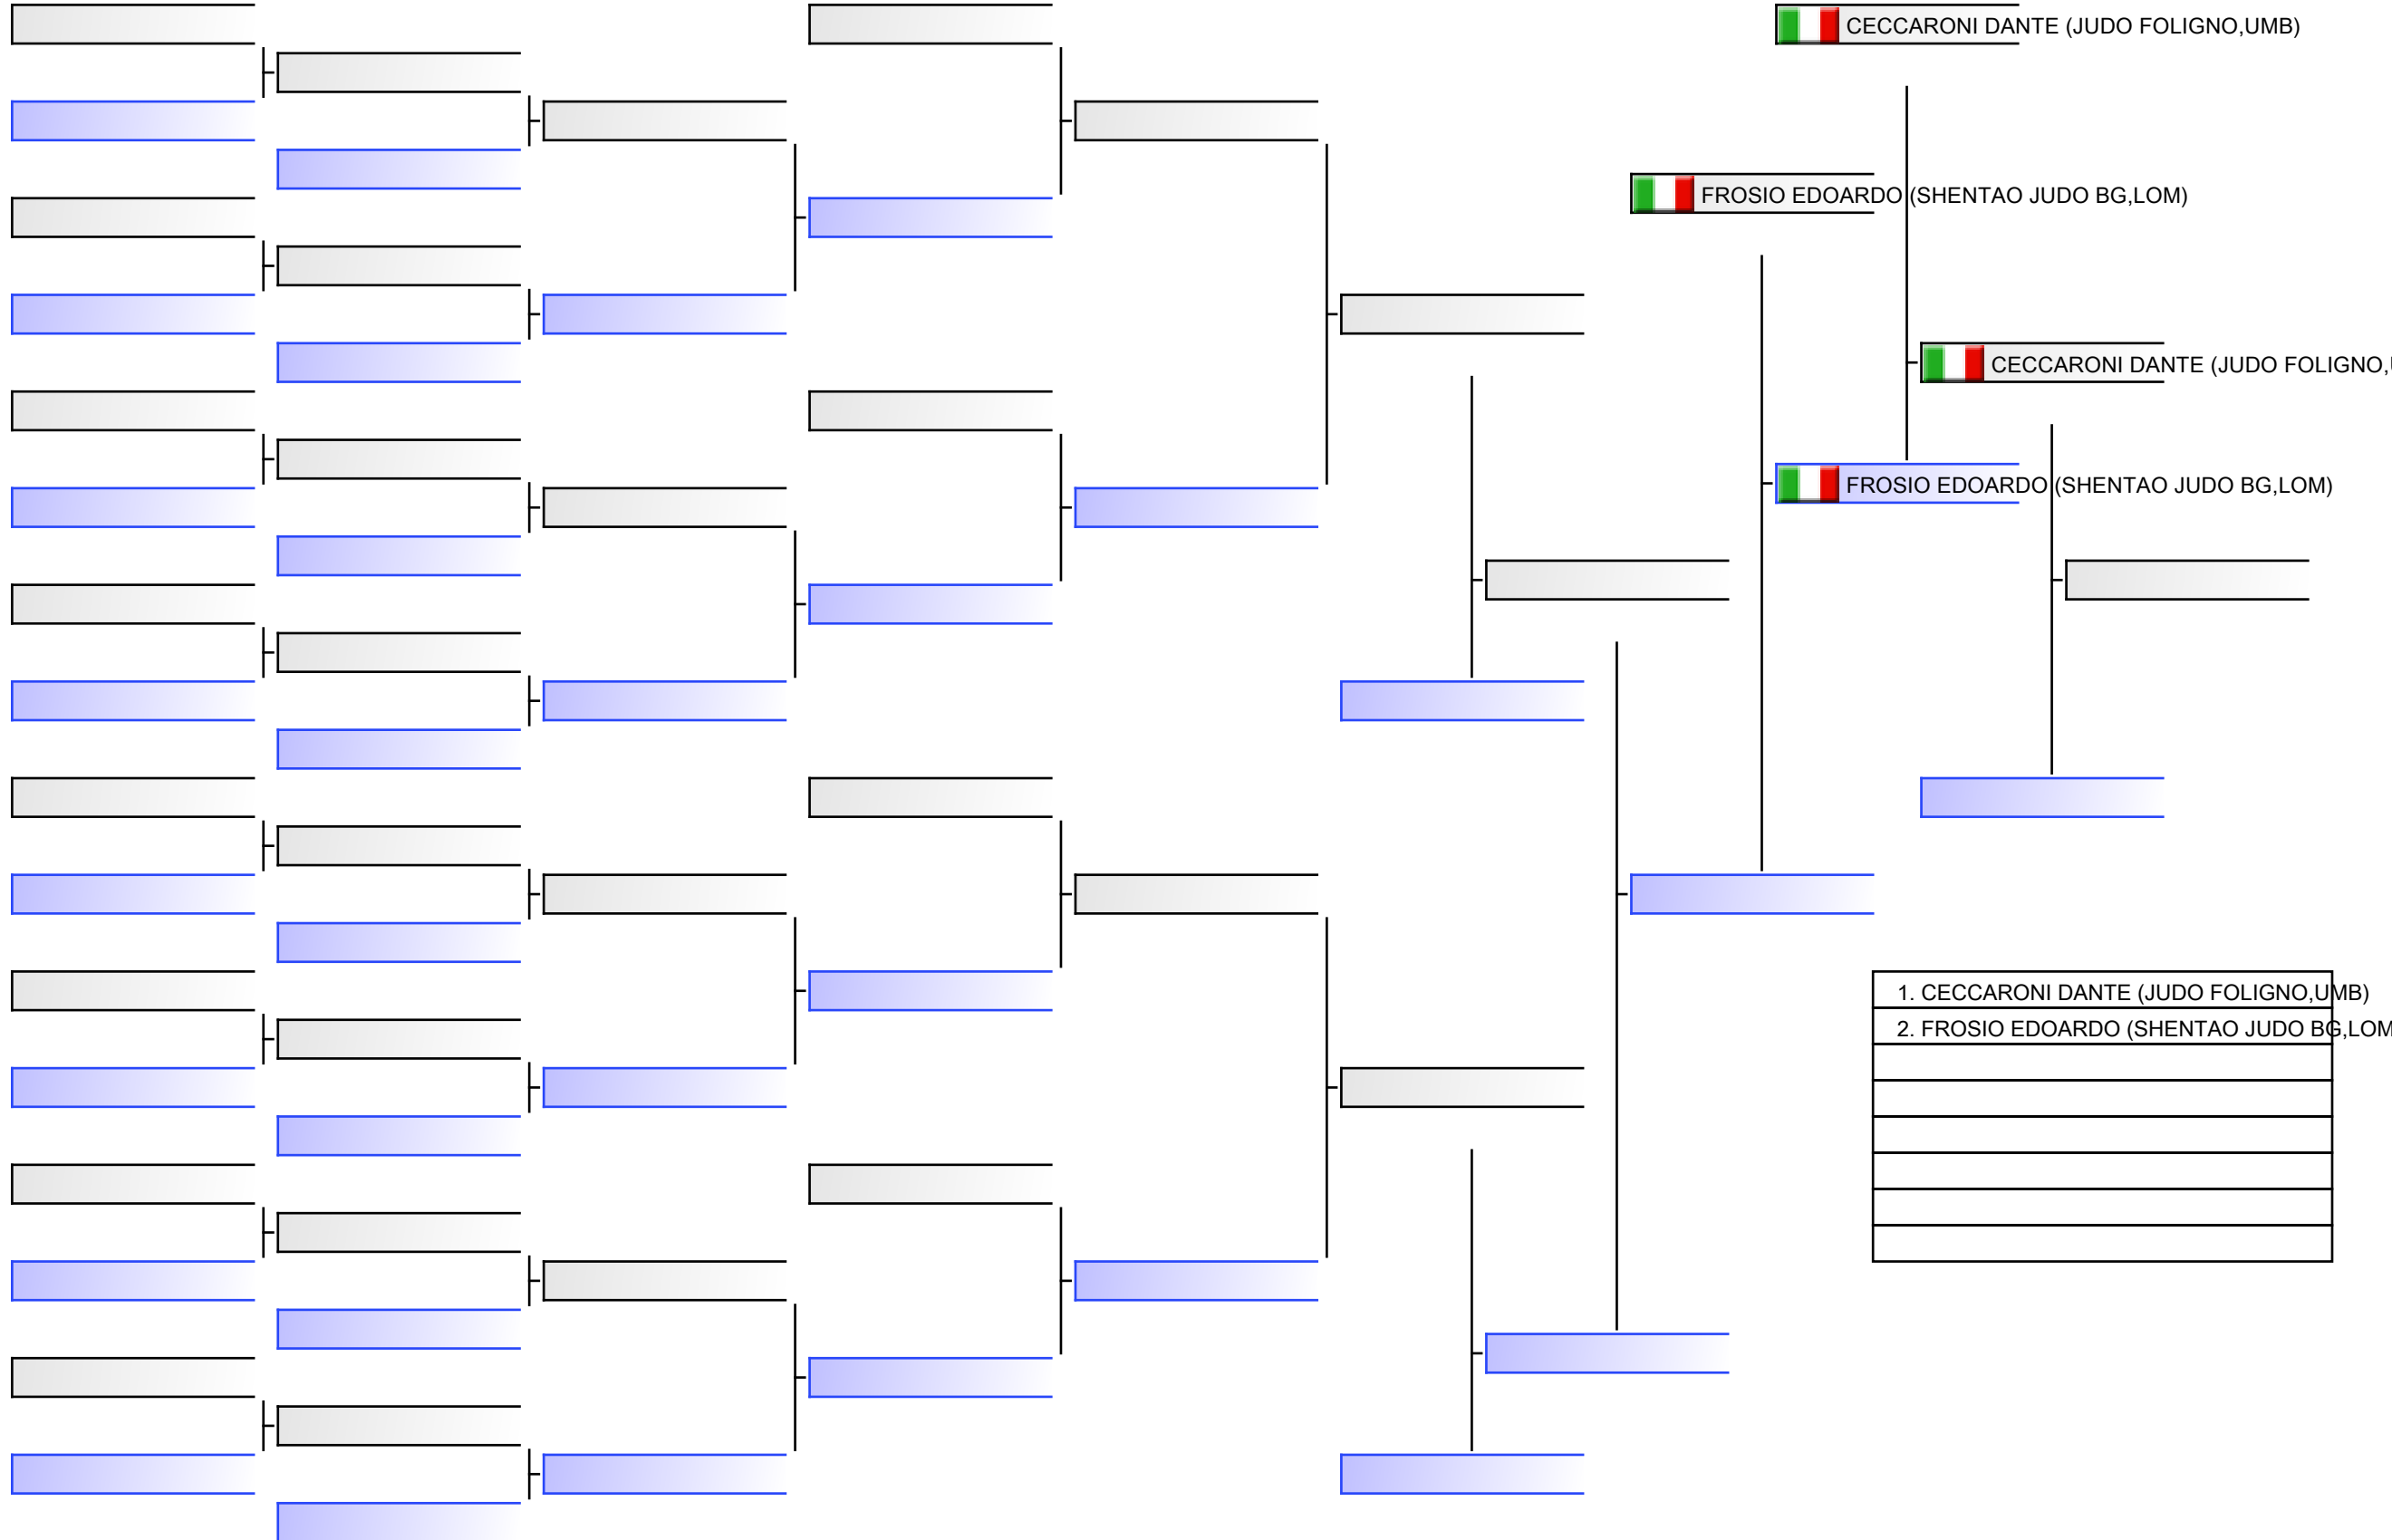 CECCARONI DANTE (JUDO FOLIGNO,UMB)
FROSIO EDOARDO (SHENTAO JUDO BG,LOM)
CECCARONI DANTE (JUDO FOLIGNO,
FROSIO EDOARDO (SHENTAO JUDO BG,LOM)
1. CECCARONI DANTE (JUDO FOLIGNO,UMB)
2. FROSIO EDOARDO (SHENTAO JUDO BG,LOM